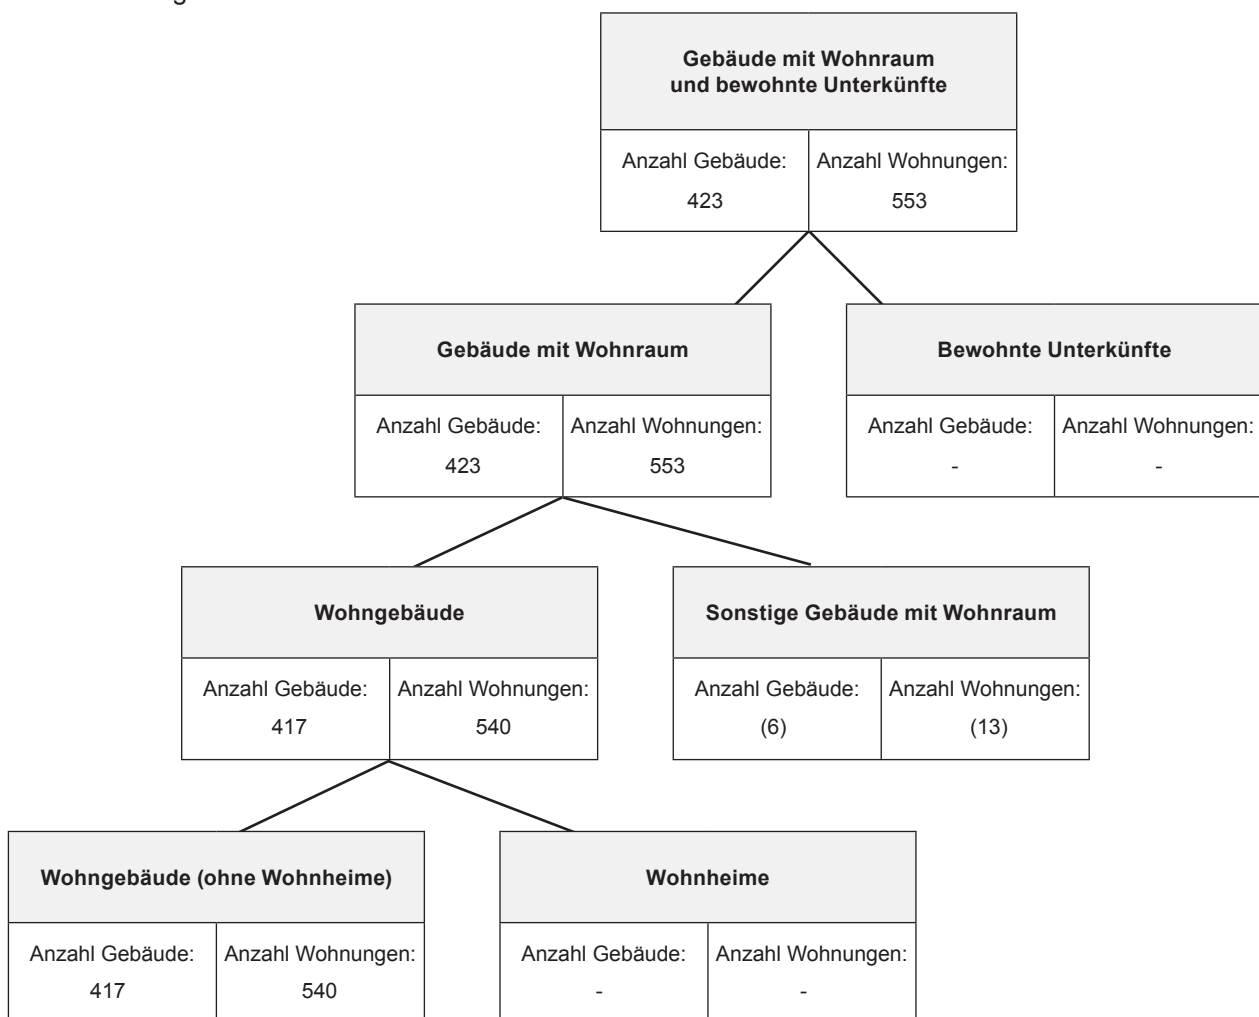 Gebäude mit Wohnraum
und bewohnte Unterkünfte
Anzahl Gebäude: Anzahl Wohnungen:
423 553
Gebäude mit Wohnraum
Anzahl Gebäude: Anzahl Wohnungen:
423 553
Bewohnte Unterkünfte
Anzahl Gebäude: Anzahl Wohnungen:
- -
Wohngebäude
Anzahl Gebäude: Anzahl Wohnungen:
417 540
Sonstige Gebäude mit Wohnraum
Anzahl Gebäude: Anzahl Wohnungen:
(6) (13)
Wohngebäude (ohne Wohnheime)
Anzahl Gebäude: Anzahl Wohnungen:
417 540
Wohnheime
Anzahl Gebäude: Anzahl Wohnungen:
- -